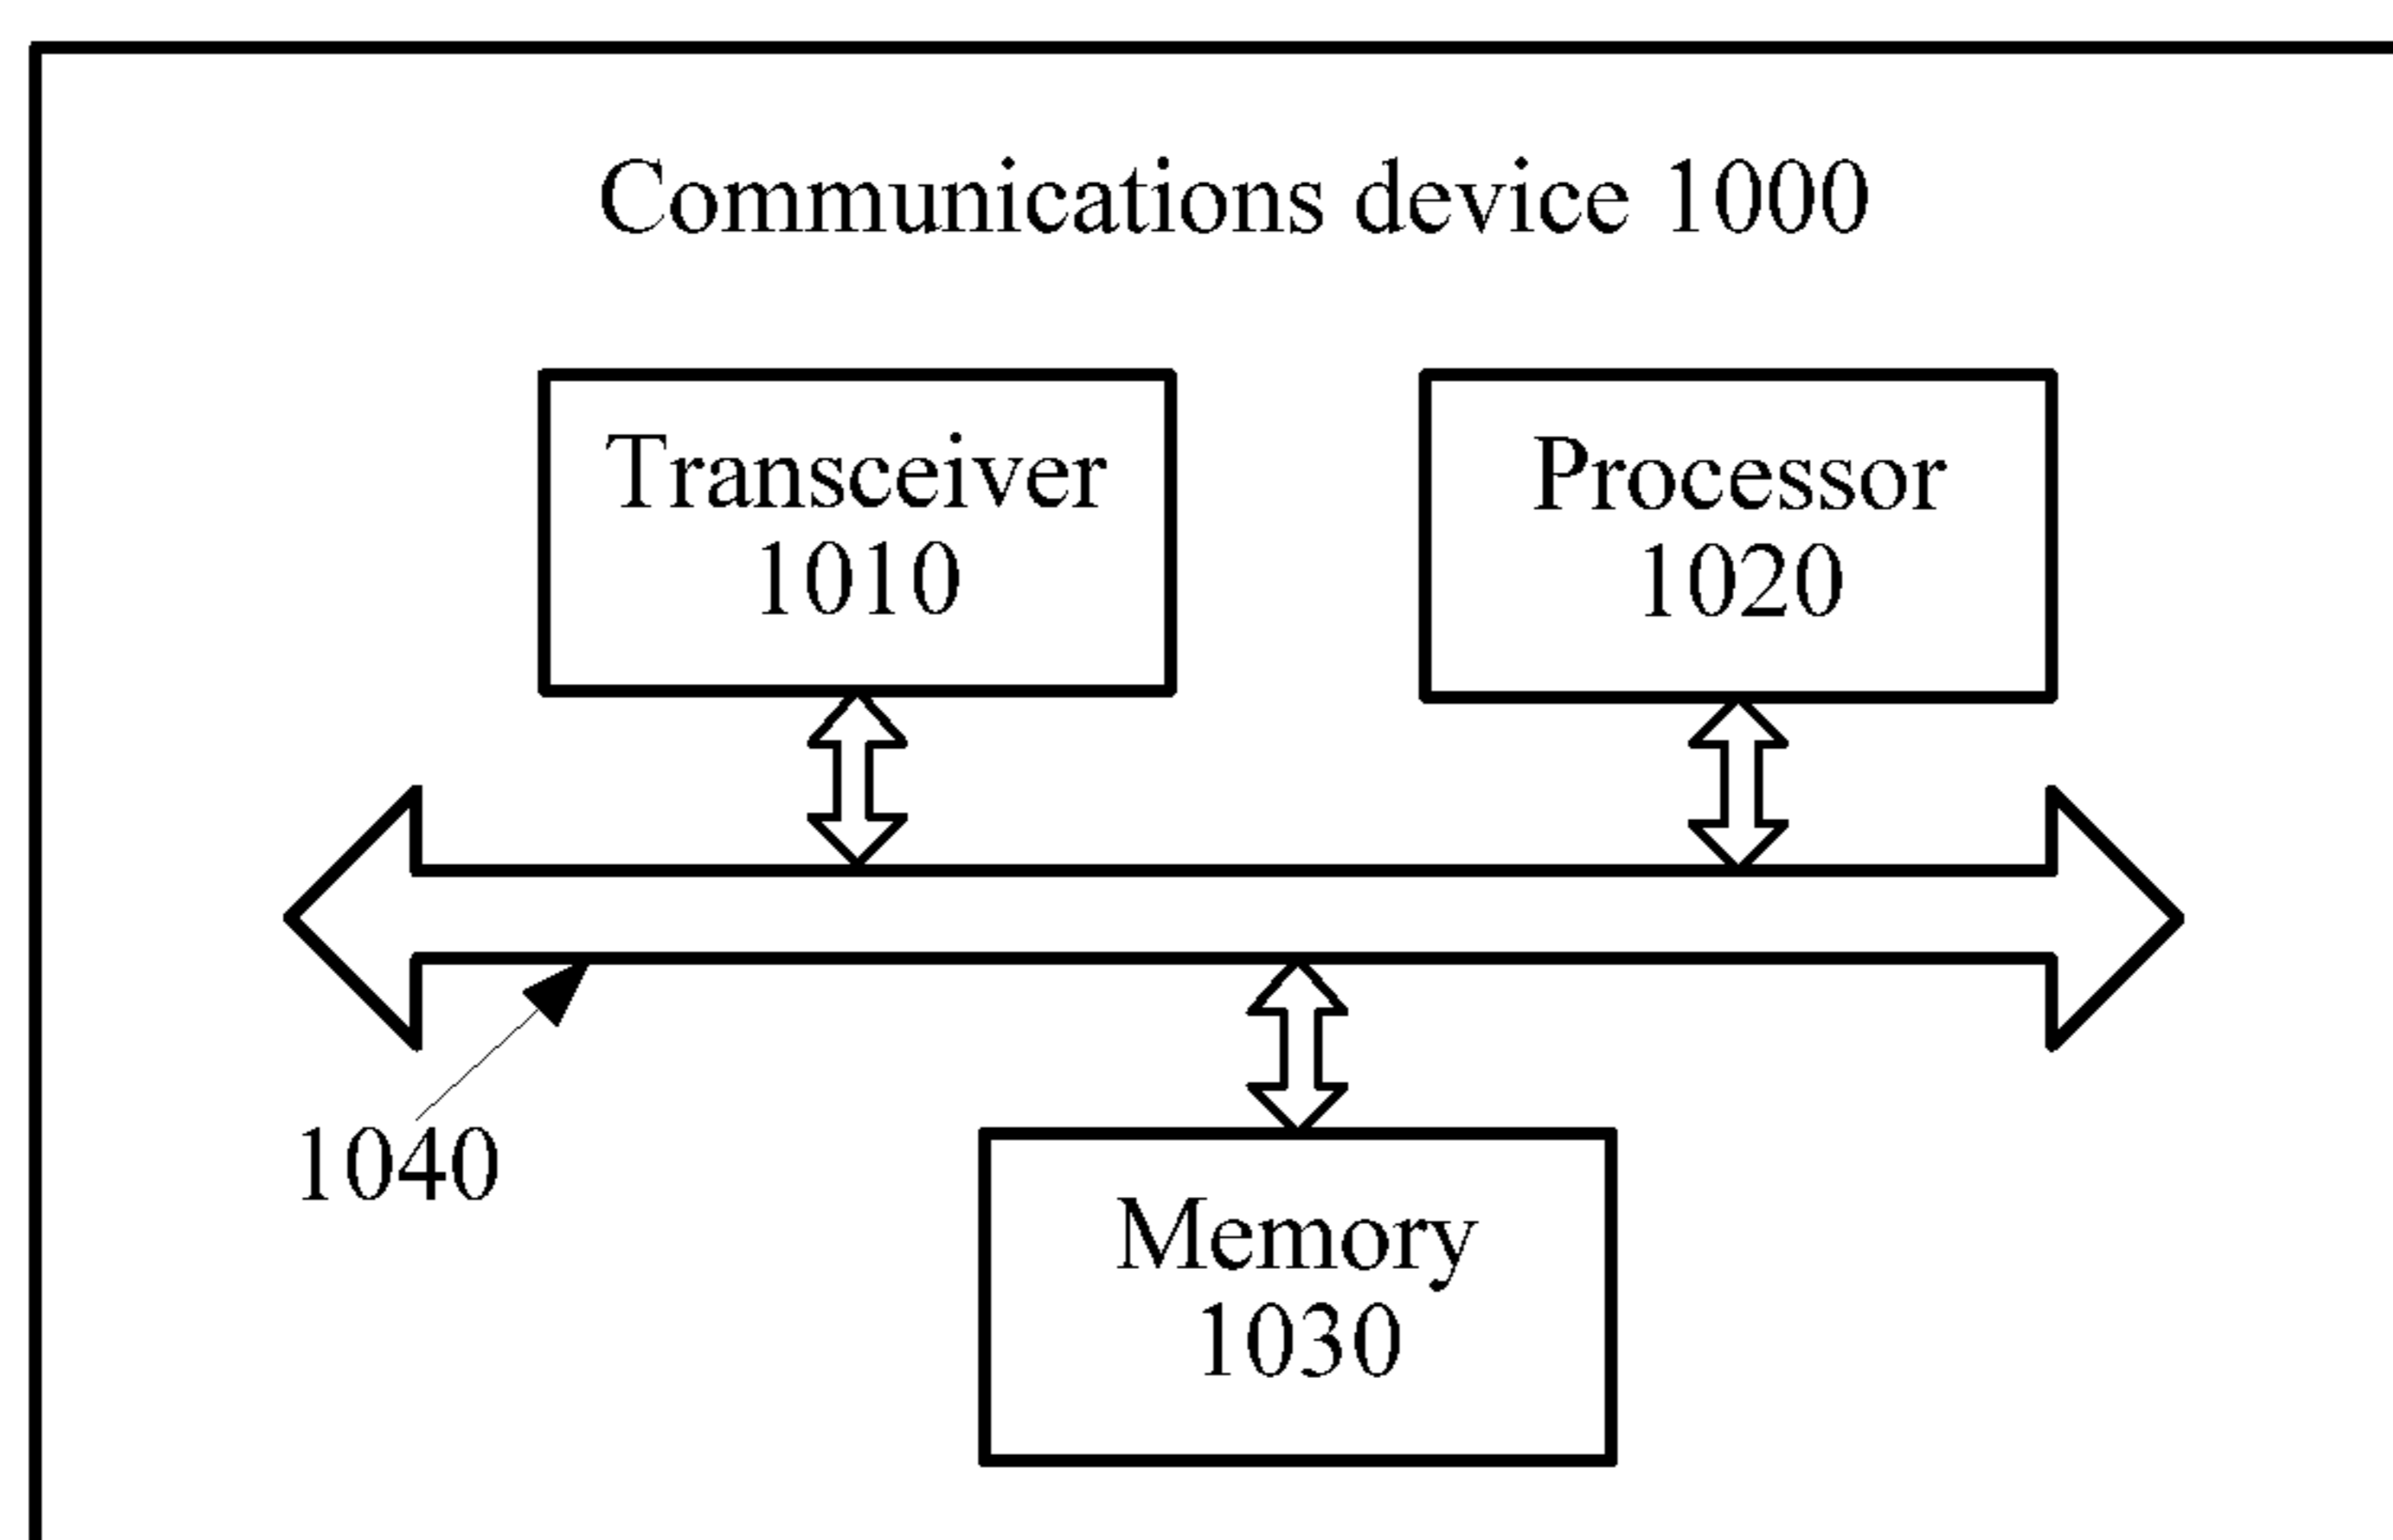 Communications device 1000
Transceiver
1010
Processor
1020
1040
Memory
1030